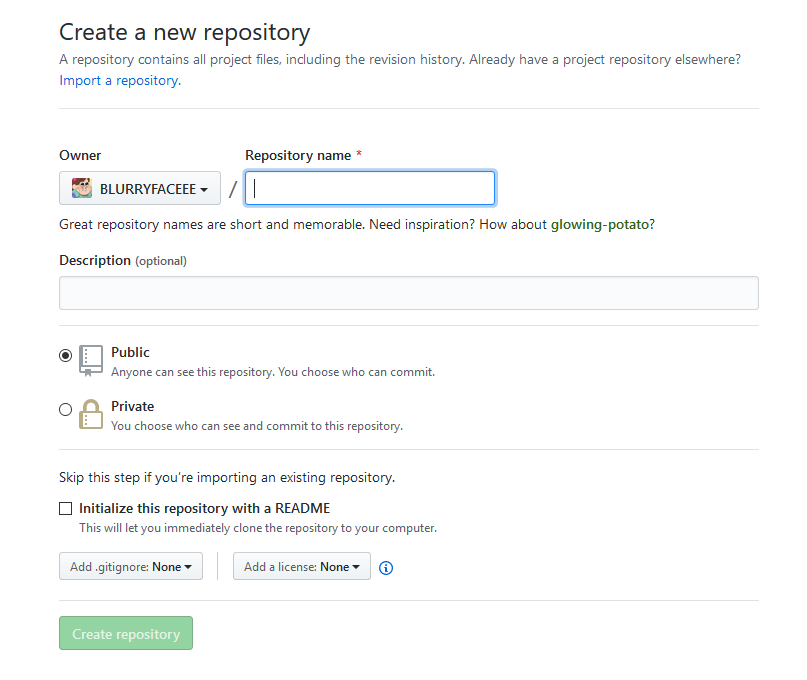 Create a new repository
A repository contains all project files, including the revision history. Already have a project repository elsewhere?
Import a repository.
Owner
Repository name *
BLURRYFACEEE
/
Great repository names are short and memorable. Need inspiration? How about glowing-potato?
Description (optional)
Public
Anyone can see this repository. You choose who can commit.
Private
You choose who can see and commit to this repository.
Skip this step if you’re importing an existing repository.
Initialize this repository with a README
This will let you immediately clone the repository to your computer.
Add .gitignore: None
Add a license: None
Create repository